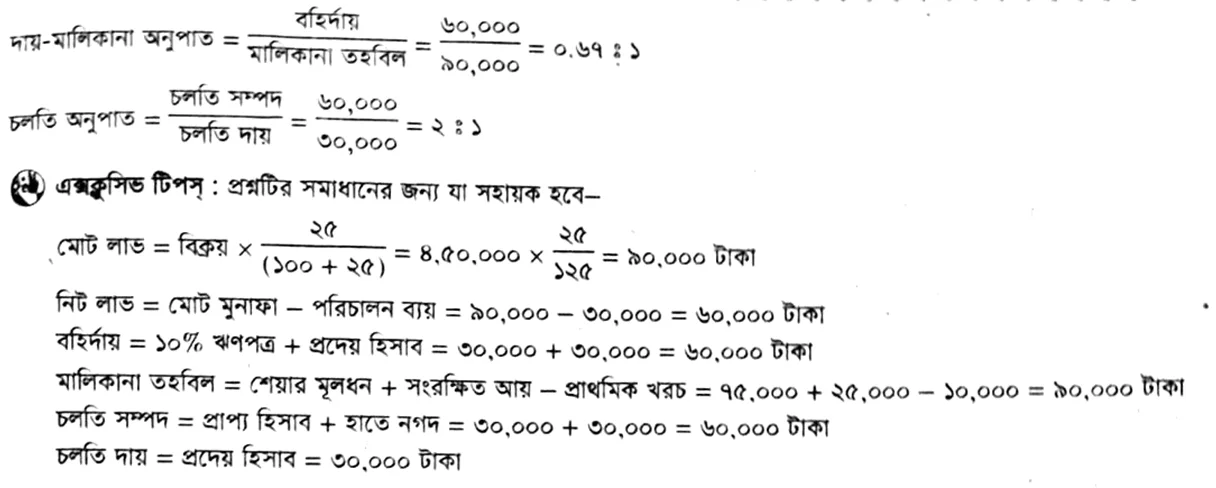 দায়-মালিকানা অনুপাত = বহির্দায় / মালিকানা তহবিল = ৬০,০০০ / ৯০,০০০ = ০.৬৭ ঃ ১
চলতি অনুপাত = চলতি সম্পদ / চলতি দায় = ৬০,০০০ / ৩০,০০০ = ২ ঃ ১
এক্সক্লুসিভ টিপস্ : প্রশ্নটির সমাধানের জন্য যা সহায়ক হবে–
মোট লাভ = বিক্রয় × ২৫ / (১০০ + ২৫) = ৪,৫০,০০০ × ২৫ / ১২৫ = ৯০,০০০ টাকা
নিট লাভ = মোট মুনাফা – পরিচালন ব্যয় = ৯০,০০০ – ৩০,০০০ = ৬০,০০০ টাকা
বহির্দায় = ১০% ঋণপত্র + প্রদেয় হিসাব = ৩০,০০০ + ৩০,০০০ = ৬০,০০০ টাকা
মালিকানা তহবিল = শেয়ার মূলধন + সংরক্ষিত আয় – প্রাথমিক খরচ = ৭৫,০০০ + ২৫,০০০ – ১০,০০০ = ৯০,০০০ টাকা
চলতি সম্পদ = প্রাপ্য হিসাব + হাতে নগদ = ৩০,০০০ + ৩০,০০০ = ৬০,০০০ টাকা
চলতি দায় = প্রদেয় হিসাব = ৩০,০০০ টাকা